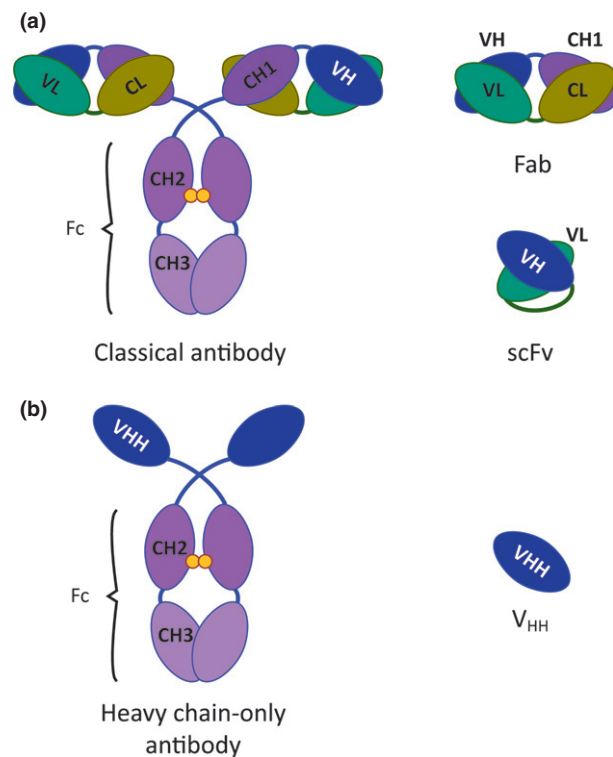 (a)
VL
CL
CH1
VH
VH
CH1
VL
CL
Fab
CH2
Fc
CH3
VL
VH
Classical antibody
scFv
(b)
VHH
CH2
Fc
CH3
VHH
VHH
Heavy chain-only
antibody